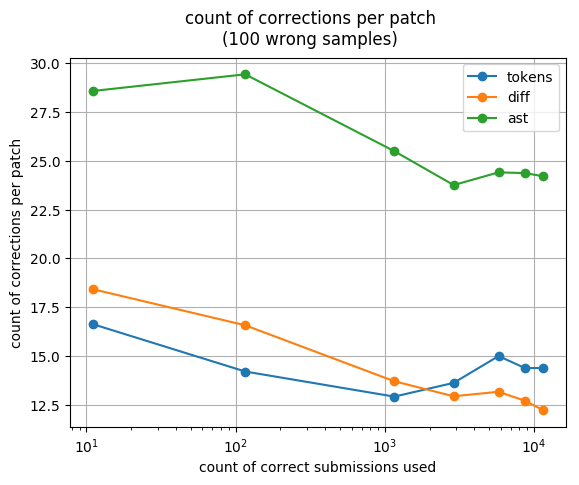 count of corrections per patch
(100 wrong samples)
tokens
diff
ast
count of corrections per patch
30.0
27.5
25.0
22.5
20.0
17.5
15.0
12.5
10¹ 10² 10³ 10⁴
count of correct submissions used